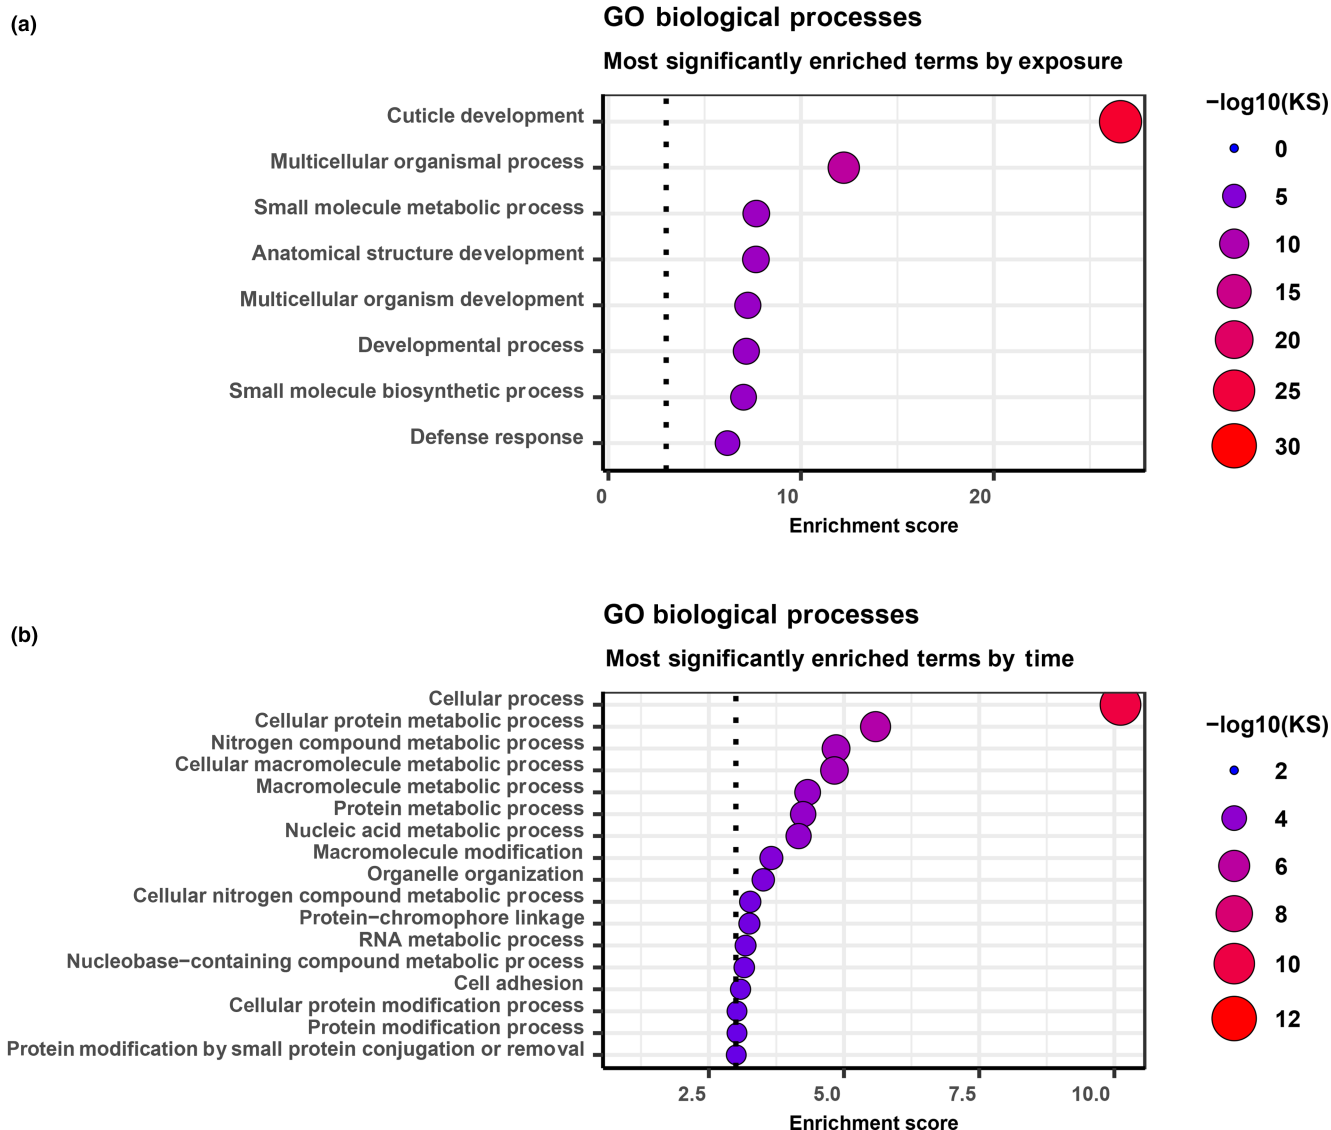 (a)
GO biological processes
Most significantly enriched terms by exposure
Cuticle development
Multicellular organismal process
Small molecule metabolic process
Anatomical structure development
Multicellular organism development
Developmental process
Small molecule biosynthetic process
Defense response
0 10 20
Enrichment score
−log10(KS)
0
5
10
15
20
25
30
(b)
GO biological processes
Most significantly enriched terms by time
Cellular process
Cellular protein metabolic process
Nitrogen compound metabolic process
Cellular macromolecule metabolic process
Macromolecule metabolic process
Protein metabolic process
Nucleic acid metabolic process
Macromolecule modification
Organelle organization
Cellular nitrogen compound metabolic process
Protein−chromophore linkage
RNA metabolic process
Nucleobase−containing compound metabolic process
Cell adhesion
Cellular protein modification process
Protein modification process
Protein modification by small protein conjugation or removal
2.5 5.0 7.5 10.0
Enrichment score
−log10(KS)
2
4
6
8
10
12